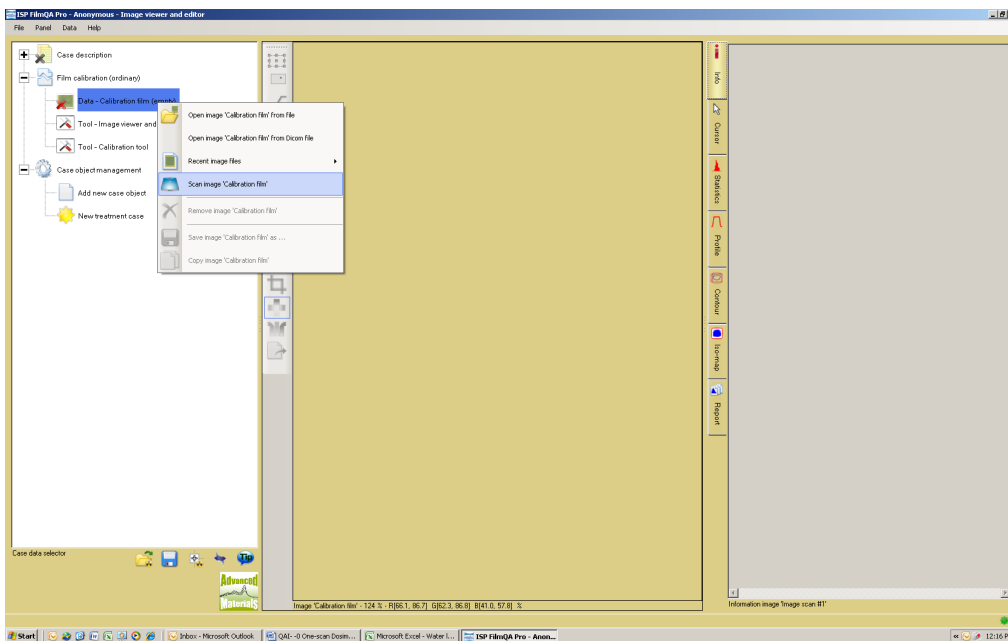 ISP FilmQA Pro - Anonymous - Image viewer and editor
File Panel Data Help
Case description
Film calibration (ordinary)
Data - Calibration film (empty)
Tool - Image viewer and
Tool - Calibration tool
Case object management
Add new case object
New treatment case
Open image 'Calibration film' from file
Open image 'Calibration film' from Dicom file
Recent image files
Scan image 'Calibration film'
Remove image 'Calibration film'
Save image 'Calibration film' as ...
Copy image 'Calibration film'
Info
Cursor
Statistics
Profile
Contour
Iso-map
Report
Case data selector
Tip
Advanced
Materials
Image 'Calibration film' - 124 % - R[66.1, 86.7] G[62.3, 86.8] B[41.0, 57.8] %
Information image 'Image scan #1'
Start
Inbox - Microsoft Outlook
QAI- -0 One-scan Dosim...
Microsoft Excel - Water l...
ISP FilmQA Pro - Anon...